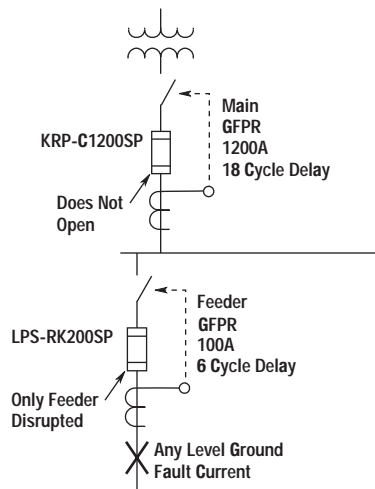 Main
GFPR
1200A
18 Cycle Delay
KRP-C1200SP
Does Not
Open
Feeder
GFPR
100A
6 Cycle Delay
LPS-RK200SP
Only Feeder
Disrupted
Any Level Ground
Fault Current